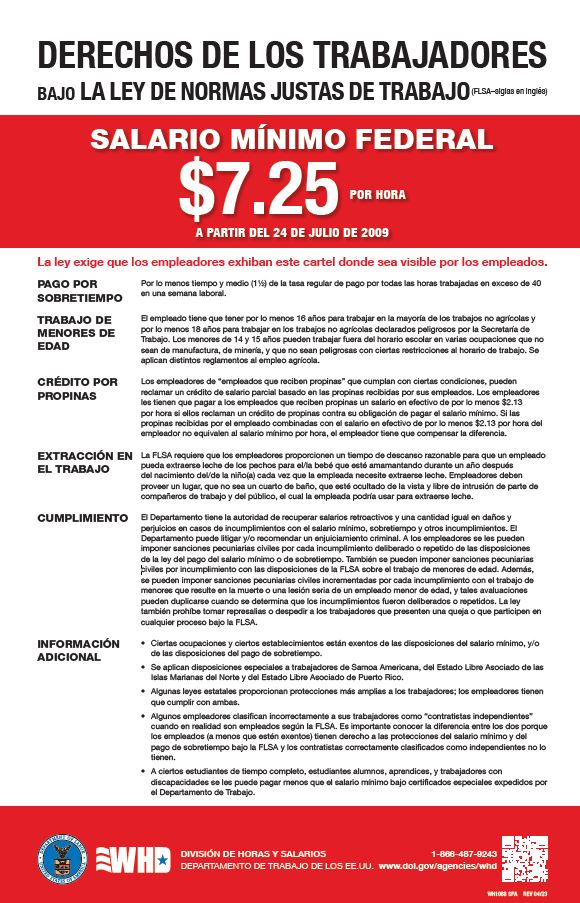 DERECHOS DE LOS TRABAJADORES
BAJO LA LEY DE NORMAS JUSTAS DE TRABAJO (FLSA–siglas en inglés)
SALARIO MÍNIMO FEDERAL
$7.25 POR HORA
A PARTIR DEL 24 DE JULIO DE 2009
La ley exige que los empleadores exhiban este cartel donde sea visible por los empleados.
PAGO POR
SOBRETIEMPO
Por lo menos tiempo y medio (1½) de la tasa regular de pago por todas las horas trabajadas en exceso de 40
en una semana laboral.
TRABAJO DE
MENORES DE
EDAD
El empleado tiene que tener por lo menos 16 años para trabajar en la mayoría de los trabajos no agrícolas y
por lo menos 18 años para trabajar en los trabajos no agrícolas declarados peligrosos por la Secretaría de
Trabajo. Los menores de 14 y 15 años pueden trabajar fuera del horario escolar en varias ocupaciones que no
sean de manufactura, de minería, y que no sean peligrosas con ciertas restricciones al horario de trabajo. Se
aplican distintos reglamentos al empleo agrícola.
CRÉDITO POR
PROPINAS
Los empleadores de “empleados que reciben propinas” que cumplan con ciertas condiciones, pueden
reclamar un crédito de salario parcial basado en las propinas recibidas por sus empleados. Los empleadores
les tienen que pagar a los empleados que reciben propinas un salario en efectivo de por lo menos $2.13
por hora si ellos reclaman un crédito de propinas contra su obligación de pagar el salario mínimo. Si las
propinas recibidas por el empleado combinadas con el salario en efectivo de por lo menos $2.13 por hora del
empleador no equivalen al salario mínimo por hora, el empleador tiene que compensar la diferencia.
EXTRACCIÓN EN
EL TRABAJO
La FLSA requiere que los empleadores proporcionen un tiempo de descanso razonable para que un empleado
pueda extraerse leche de los pechos para el/la bebé que esté amamantando durante un año después
del nacimiento del/de la niño(a) cada vez que la empleada necesite extraerse leche. Empleadores deben
proveer un lugar, que no sea un cuarto de baño, que esté ocultado de la vista y libre de intrusión de parte de
compañeros de trabajo y del público, el cual la empleada podría usar para extraerse leche.
CUMPLIMIENTO
El Departamento tiene la autoridad de recuperar salarios retroactivos y una cantidad igual en daños y
perjuicios en casos de incumplimientos con el salario mínimo, sobretiempo y otros incumplimientos. El
Departamento puede litigar y/o recomendar un enjuiciamiento criminal. A los empleadores se les pueden
imponer sanciones pecuniarias civiles por cada incumplimiento deliberado o repetido de las disposiciones
de la ley del pago del salario mínimo o de sobretiempo. También se pueden imponer sanciones pecuniarias
civiles por incumplimiento con las disposiciones de la FLSA sobre el trabajo de menores de edad. Además,
se pueden imponer sanciones pecuniarias civiles incrementadas por cada incumplimiento con el trabajo de
menores que resulte en la muerte o una lesión seria de un empleado menor de edad, y tales evaluaciones
pueden duplicarse cuando se determina que los incumplimientos fueron deliberados o repetidos. La ley
también prohíbe tomar represalias o despedir a los trabajadores que presenten una queja o que participen en
cualquier proceso bajo la FLSA.
INFORMACIÓN
ADICIONAL
• Ciertas ocupaciones y ciertos establecimientos están exentos de las disposiciones del salario mínimo, y/o
de las disposiciones del pago de sobretiempo.
• Se aplican disposiciones especiales a trabajadores de Samoa Americana, del Estado Libre Asociado de las
Islas Marianas del Norte y del Estado Libre Asociado de Puerto Rico.
• Algunas leyes estatales proporcionan protecciones más amplias a los trabajadores; los empleadores tienen
que cumplir con ambas.
• Algunos empleadores clasifican incorrectamente a sus trabajadores como “contratistas independientes”
cuando en realidad son empleados según la FLSA. Es importante conocer la diferencia entre los dos porque
los empleados (a menos que estén exentos) tienen derecho a las protecciones del salario mínimo y del
pago de sobretiempo bajo la FLSA y los contratistas correctamente clasificados como independientes no lo
tienen.
• A ciertos estudiantes de tiempo completo, estudiantes alumnos, aprendices, y trabajadores con
discapacidades se les puede pagar menos que el salario mínimo bajo certificados especiales expedidos por
el Departamento de Trabajo.
WHD
DIVISIÓN DE HORAS Y SALARIOS
DEPARTAMENTO DE TRABAJO DE LOS EE.UU.
1-866-487-9243
www.dol.gov/agencies/whd
WH1088 SPA REV 04/23